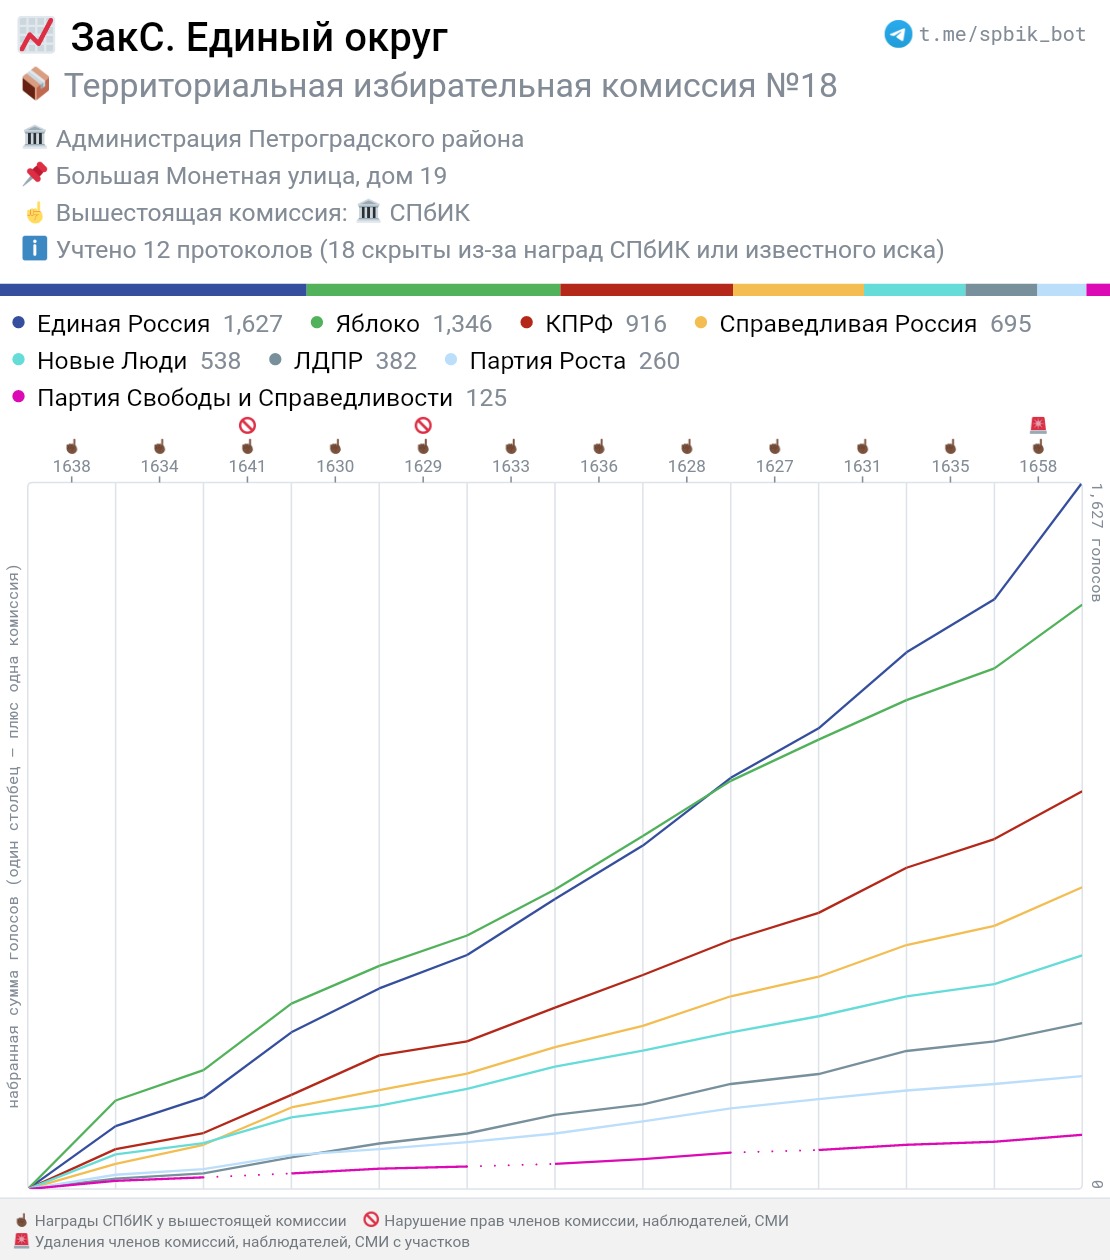 ЗакС. Единый округ
t.me/spbik_bot
Территориальная избирательная комиссия №18
Администрация Петроградского района
Большая Монетная улица, дом 19
Вышестоящая комиссия: СПбИК
Учтено 12 протоколов (18 скрыты из-за наград СПбИК или известного иска)
Единая Россия 1,627 Яблоко 1,346 КПРФ 916 Справедливая Россия 695
Новые Люди 538 ЛДПР 382 Партия Роста 260
Партия Свободы и Справедливости 125
1638 1634 1641 1630 1629 1633 1636 1628 1627 1631 1635 1658
набранная сумма голосов (один столбец – плюс одна комиссия)
1,627 голосов
0
Награды СПбИК у вышестоящей комиссии Нарушение прав членов комиссии, наблюдателей, СМИ
Удаления членов комиссий, наблюдателей, СМИ с участков